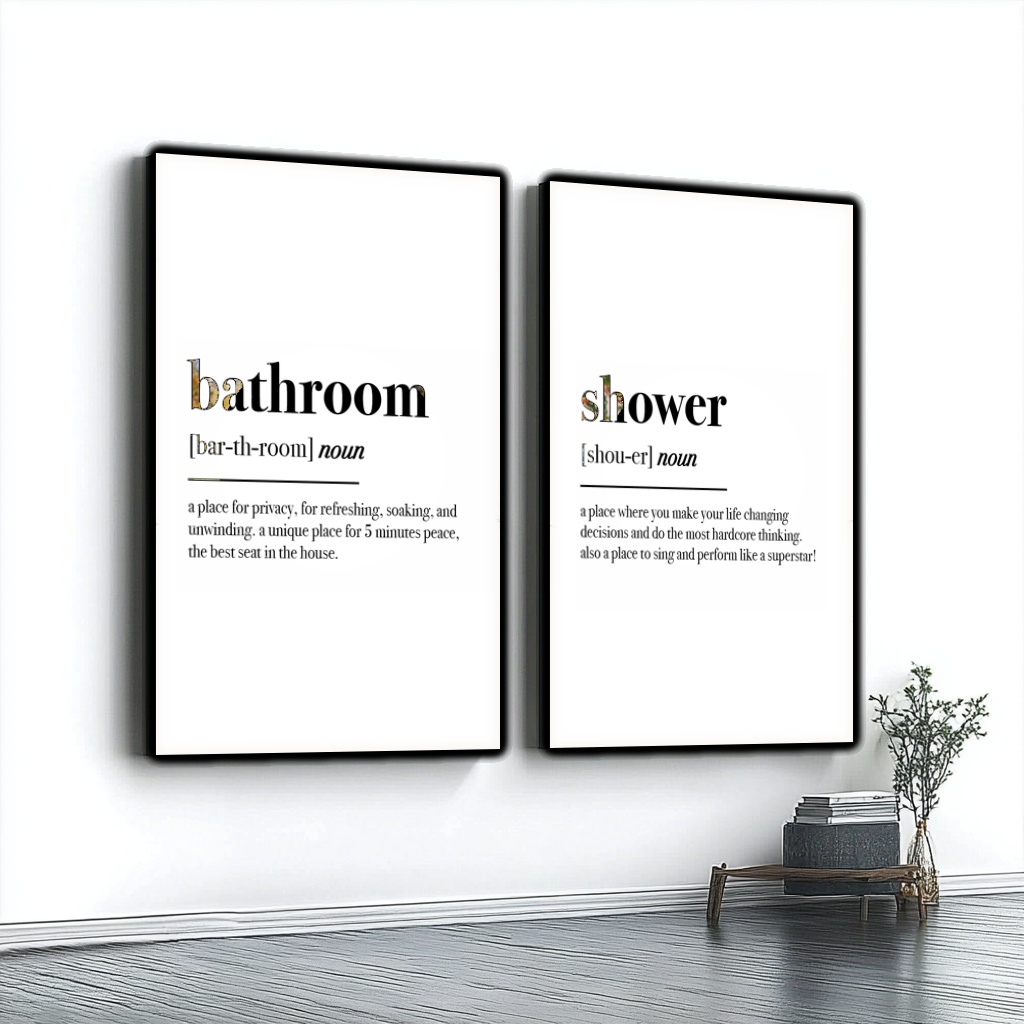 bathroom
[bar-th-room] noun
a place for privacy, for refreshing, soaking, and
unwinding. a unique place for 5 minutes peace,
the best seat in the house.
shower
[shou-er] noun
a place where you make your life changing
decisions and do the most hardcore thinking.
also a place to sing and perform like a superstar!